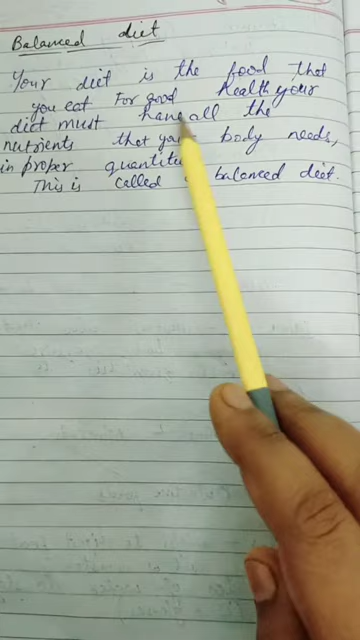 Balanced diet
Your diet is the food that
you eat For good Health your
diet must have all the
nutrients that your body needs,
in proper quantit
This is called balanced diet.